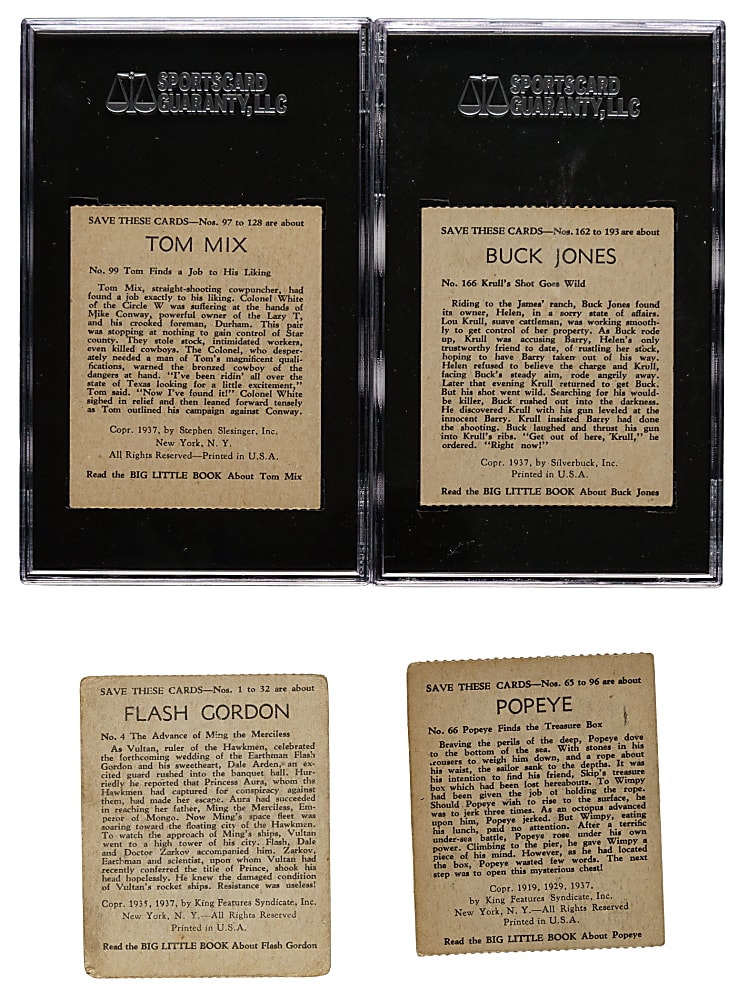 SPORTSCARD
GUARANTY, LLC
SAVE THESE CARDS—Nos. 97 to 128 are about
TOM MIX
No. 99 Tom Finds a Job to His Liking
Tom Mix, straight-shooting cowpuncher, had
found a job exactly to his liking. Colonel White
of the Circle W was suffering at the hands of
Mike Conway, powerful owner of the Lazy T,
and his crooked foreman, Durham. This pair
was stopping at nothing to gain control of Star
county. They stole stock, intimidated workers,
even killed cowboys. The Colonel, who desper-
ately needed a man of Tom's magnificent quali-
fications, warned the bronzed cowboy of the
dangers at hand. "I've been ridin' all over the
state of Texas looking for a little excitement,"
Tom said. "Now I've found it!" Colonel White
sighed in relief and then leaned forward tensely
as Tom outlined his campaign against Conway.
Copr. 1937, by Stephen Slesinger, Inc.
New York, N. Y.
All Rights Reserved—Printed in U.S.A.
Read the BIG LITTLE BOOK About Tom Mix
SPORTSCARD
GUARANTY, LLC
SAVE THESE CARDS—Nos. 162 to 193 are about
BUCK JONES
No. 166 Krull's Shot Goes Wild
Riding to the James' ranch, Buck Jones found
its owner, Helen, in a sorry state of affairs.
Lou Krull, suave cattleman, was working smooth-
ly to get control of her property. As Buck rode
up, Krull was accusing Barry, Helen's only
trustworthy friend to date, of rustling her stock,
hoping to have Barry taken out of his way.
Helen refused to believe the charge and Krull,
facing Buck's steady aim, rode angrily away.
Later that evening Krull returned to get Buck.
But his shot went wild. Searching for his would-
be killer, Buck rushed out into the darkness.
He discovered Krull with his gun leveled at the
innocent Barry. Krull insisted Barry had done
the shooting. Buck laughed and thrust his gun
into Krull's ribs. "Get out of here, Krull," he
ordered. "Right now!"
Copr. 1937, by Silverbuck, Inc.
Printed in U.S.A.
Read the BIG LITTLE BOOK About Buck Jones
SAVE THESE CARDS—Nos. 1 to 32 are about
FLASH GORDON
No. 4 The Advance of Ming the Merciless
As Vultan, ruler of the Hawkmen, celebrated
the forthcoming wedding of the Earthman Flash
Gordon and his sweetheart, Dale Arden, an ex-
cited guard rushed into the banquet hall. Hur-
riedly he reported that Princess Aura, whom the
Hawkmen had captured for conspiracy against
them, had made her escape. Aura had succeeded
in reaching her father, Ming the Merciless, Em-
peror of Mongo. Now Ming's space fleet was
soaring toward the floating city of the Hawkmen.
To watch the approach of Ming's ships, Vultan
went to a high tower of his city. Flash, Dale
and Doctor Zarkov accompanied him. Zarkov,
Earthman and scientist, upon whom Vultan had
recently conferred the title of Prince, shook his
head hopelessly. He knew the damaged condition
of Vultan's rocket ships. Resistance was useless!
Copr. 1935, 1937, by King Features Syndicate, Inc.
New York, N. Y.—All Rights Reserved
Printed in U.S.A.
Read the BIG LITTLE BOOK About Flash Gordon
SAVE THESE CARDS—Nos. 65 to 96 are about
POPEYE
No. 66 Popeye Finds the Treasure Box
Braving the perils of the deep, Popeye dove
to the bottom of the sea. With stones in his
trousers to weigh him down, and a rope about
his waist, the sailor sank to the depths. It was
his intention to find his friend, Skip's treasure
box which had been lost hereabouts. To Wimpy
had been given the job of holding the rope.
Should Popeye wish to rise to the surface, he
was to jerk three times. As an octopus advanced
upon him, Popeye jerked. But Wimpy, eating
his lunch, paid no attention. After a terrific
under-sea battle, Popeye rose under his own
power. Climbing to the pier, he gave Wimpy a
piece of his mind. However, as he had located
the box, Popeye wasted few words. The next
step was to open this mysterious chest!
Copr. 1919, 1929, 1937,
by King Features Syndicate, Inc.
New York, N. Y.—All Rights Reserved
Printed in U.S.A.
Read the BIG LITTLE BOOK About Popeye